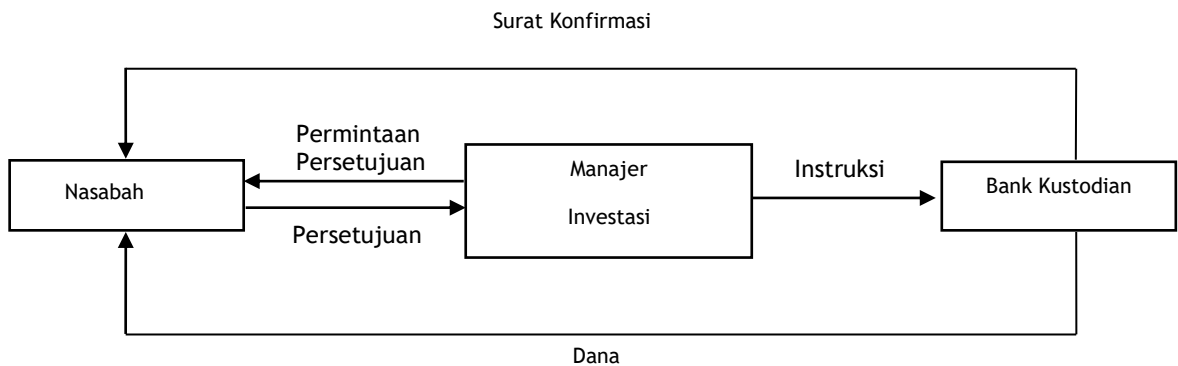 Surat Konfirmasi
Permintaan
Persetujuan
Nasabah
Persetujuan
Manajer
Investasi
Instruksi
Bank Kustodian
Dana